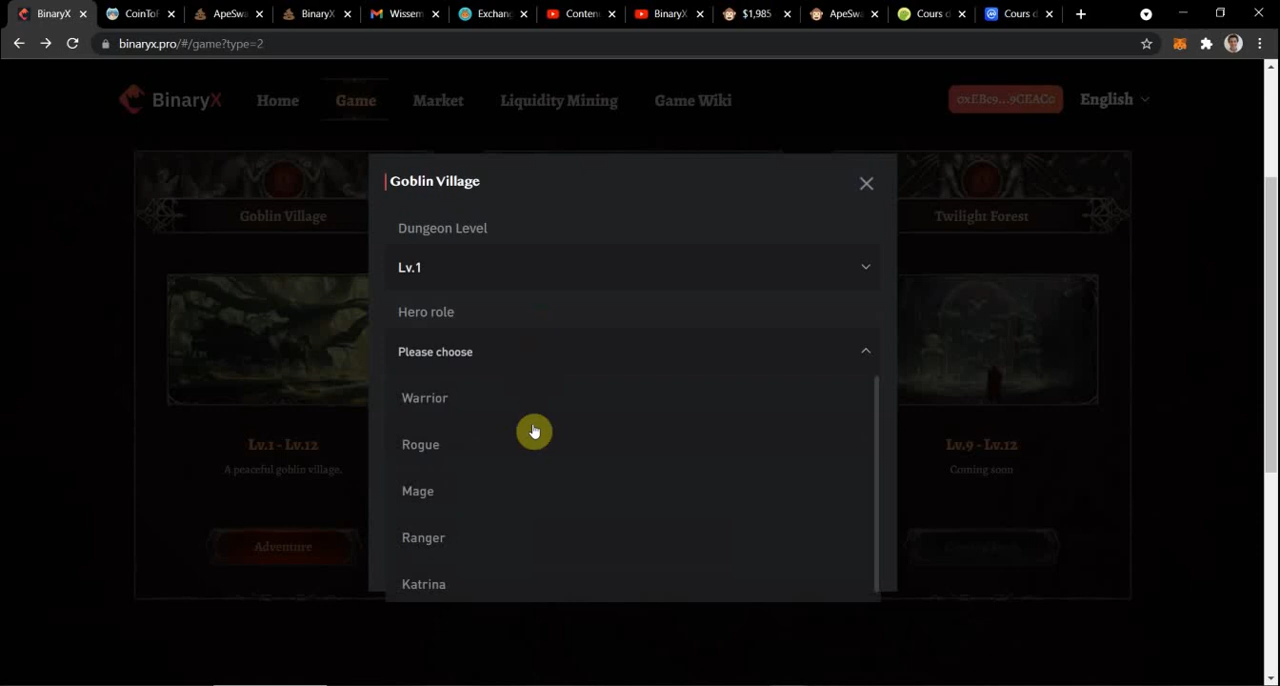 BinaryX
CoinToF
ApeSwa
BinaryX
Wissem
Exchang
Conten
BinaryX
$1,985
ApeSw
Cours d
Cours d
binaryx.pro/#/game?type=2
BinaryX
Home
Game
Market
Liquidity Mining
Game Wiki
English
Goblin Village
Dungeon Level
Lv.1
Hero role
Please choose
Warrior
Rogue
Mage
Ranger
Katrina
Goblin Village
Lv.1 - Lv.12
A peaceful goblin village.
Adventure
Twilight Forest
Lv.9 - Lv.12
Coming soon